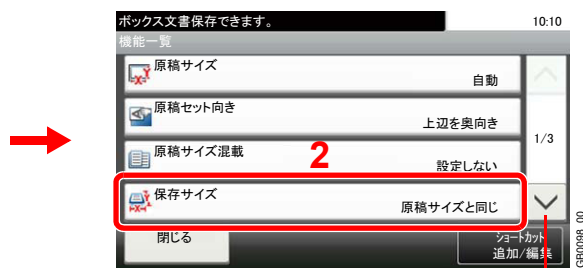 ボックス文書保存できます。
10:10
機能一覧
原稿サイズ
自動
原稿セット向き
上辺を奥向き
1/3
原稿サイズ混載
2
設定しない
保存サイズ
原稿サイズと同じ
閉じる
ショートカット
追加/編集
GB0088_00